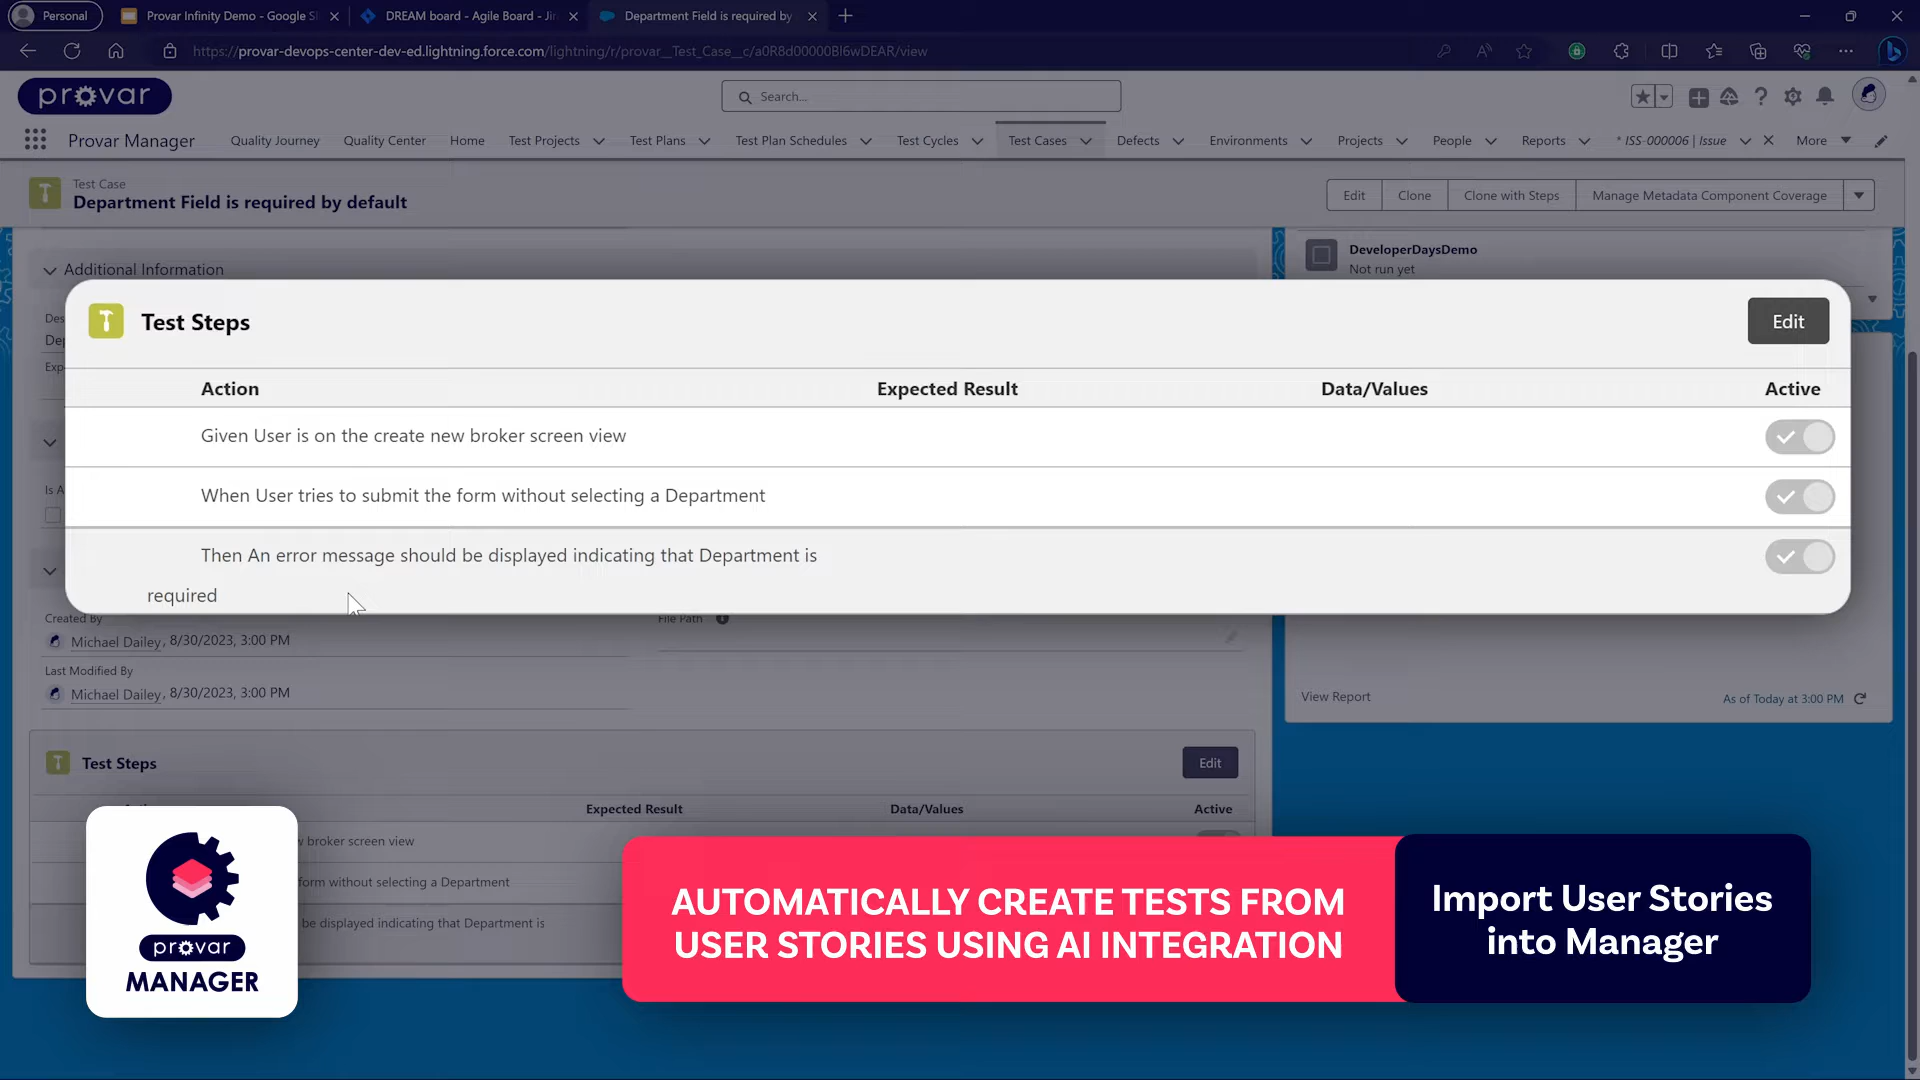 Personal
Provar Infinity Demo - Google Sl
DREAM board - Agile Board - Jir
Department Field is required by
https://provar-devops-center-dev-ed.lightning.force.com/lightning/r/provar__Test_Case__c/a0R8d00000Bl6wDEAR/view
provar
Search...
Provar Manager
Quality Journey
Quality Center
Home
Test Projects
Test Plans
Test Plan Schedules
Test Cycles
Test Cases
Defects
Environments
Projects
People
Reports
* ISS-000006 | Issue
More
Test Case
Department Field is required by default
Edit
Clone
Clone with Steps
Manage Metadata Component Coverage
Additional Information
DeveloperDaysDemo
Not run yet
Des
De
Exp
Test Steps
Edit
Action
Expected Result
Data/Values
Active
Given User is on the create new broker screen view
When User tries to submit the form without selecting a Department
Then An error message should be displayed indicating that Department is
required
Is A
Created By
File Path
Michael Dailey, 8/30/2023, 3:00 PM
Last Modified By
Michael Dailey, 8/30/2023, 3:00 PM
View Report
As of Today at 3:00 PM
Test Steps
Edit
Expected Result
Data/Values
Active
w broker screen view
form without selecting a Department
be displayed indicating that Department is
provar
MANAGER
AUTOMATICALLY CREATE TESTS FROM
USER STORIES USING AI INTEGRATION
Import User Stories
into Manager